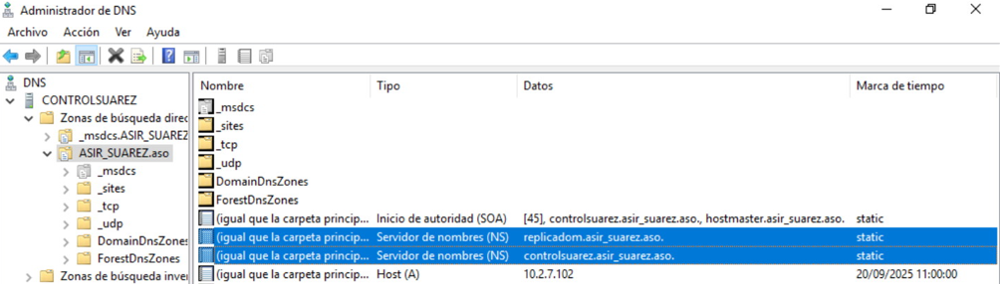 Administrador de DNS
Archivo Acción Ver Ayuda
DNS
CONTROLSUAREZ
Zonas de búsqueda direc
_msdcs.ASIR_SUAREZ
ASIR_SUAREZ.aso
_msdcs
_sites
_tcp
_udp
DomainDnsZones
ForestDnsZones
Zonas de búsqueda inver
Nombre Tipo Datos Marca de tiempo
_msdcs
_sites
_tcp
_udp
DomainDnsZones
ForestDnsZones
(igual que la carpeta princip... Inicio de autoridad (SOA) [45], controlsuarez.asir_suarez.aso., hostmaster.asir_suarez.aso. static
(igual que la carpeta princip... Servidor de nombres (NS) replicadom.asir_suarez.aso. static
(igual que la carpeta princip... Servidor de nombres (NS) controlsuarez.asir_suarez.aso. static
(igual que la carpeta princip... Host (A) 10.2.7.102 20/09/2025 11:00:00